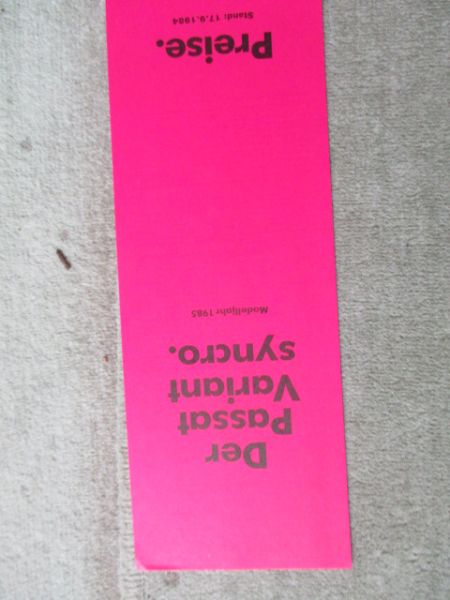 Der
Passat
Variant
syncro.
Modelljahr 1985
Preise.
Stand: 17.9.1984